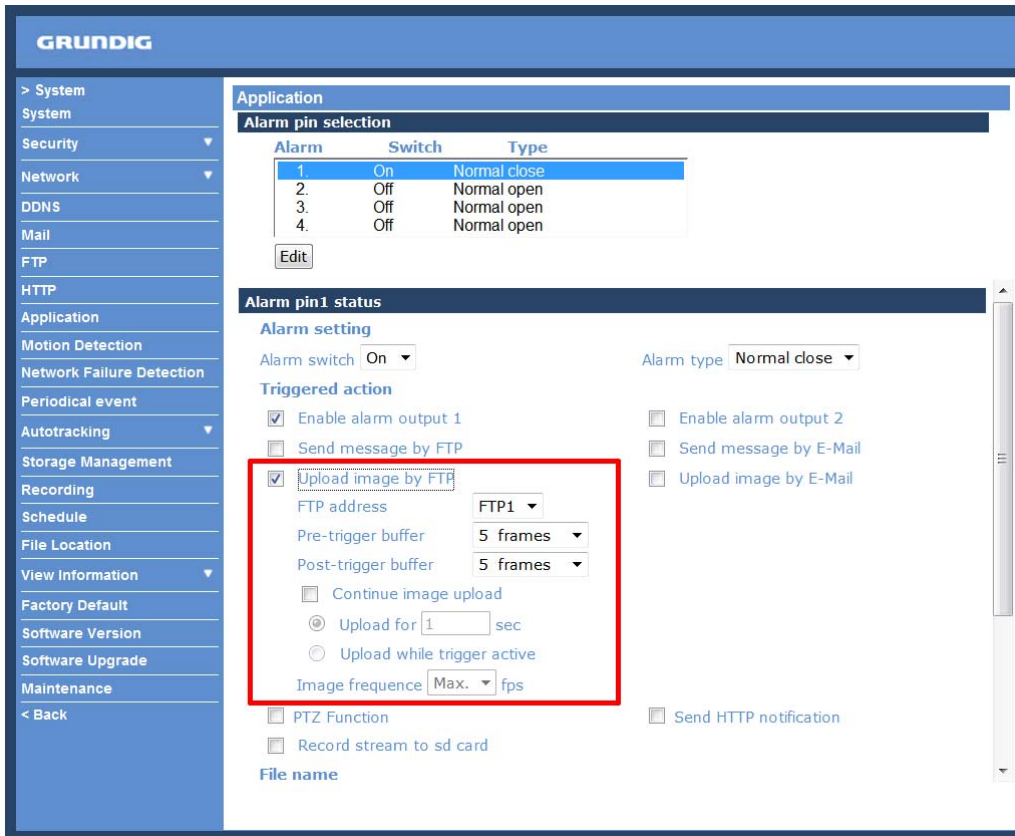 GRUNDIG
> System
System
Security
Network
DDNS
Mail
FTP
HTTP
Application
Motion Detection
Network Failure Detection
Periodical event
Autotracking
Storage Management
Recording
Schedule
File Location
View Information
Factory Default
Software Version
Software Upgrade
Maintenance
< Back
Application
Alarm pin selection
Alarm Switch Type
1. On Normal close
2. Off Normal open
3. Off Normal open
4. Off Normal open
Edit
Alarm pin1 status
Alarm setting
Alarm switch On Alarm type Normal close
Triggered action
Enable alarm output 1 Enable alarm output 2
Send message by FTP Send message by E-Mail
Upload image by FTP Upload image by E-Mail
FTP address FTP1
Pre-trigger buffer 5 frames
Post-trigger buffer 5 frames
Continue image upload
Upload for 1 sec
Upload while trigger active
Image frequence Max. fps
PTZ Function Send HTTP notification
Record stream to sd card
File name